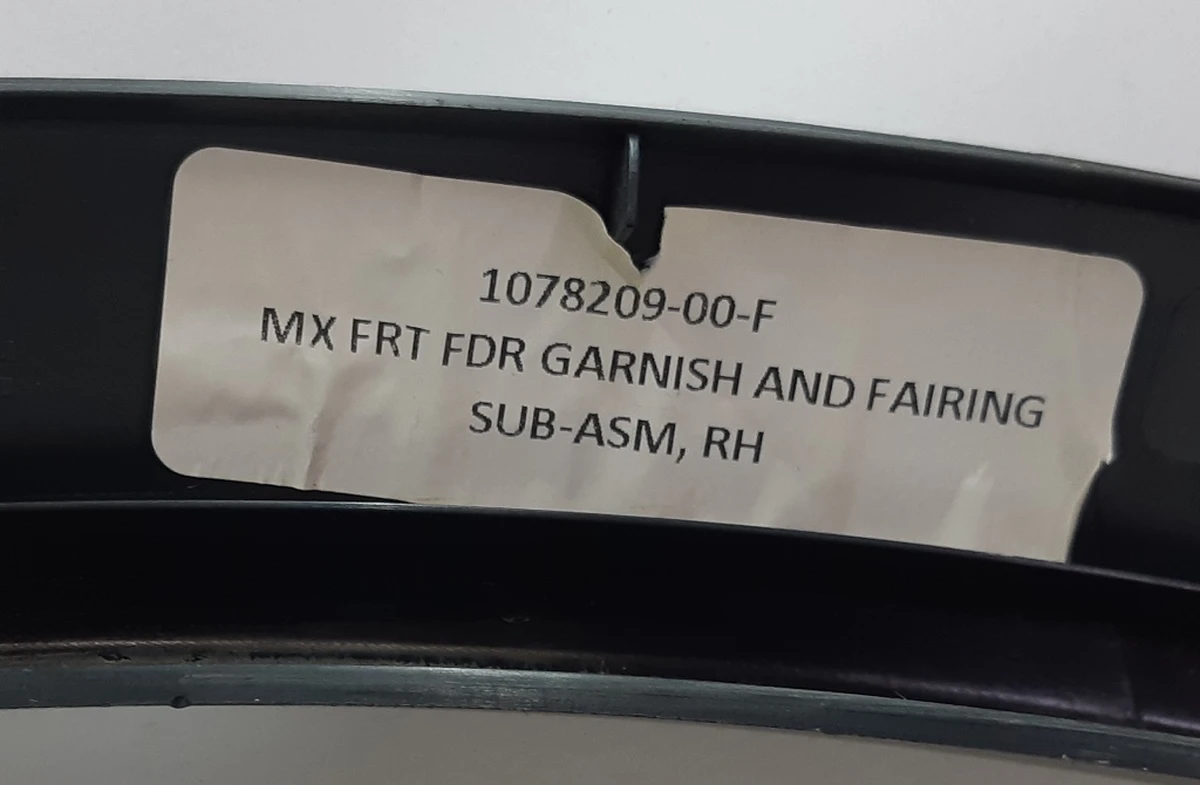 1078209-00-F
MX FRT FDR GARNISH AND FAIRING
SUB-ASM, RH